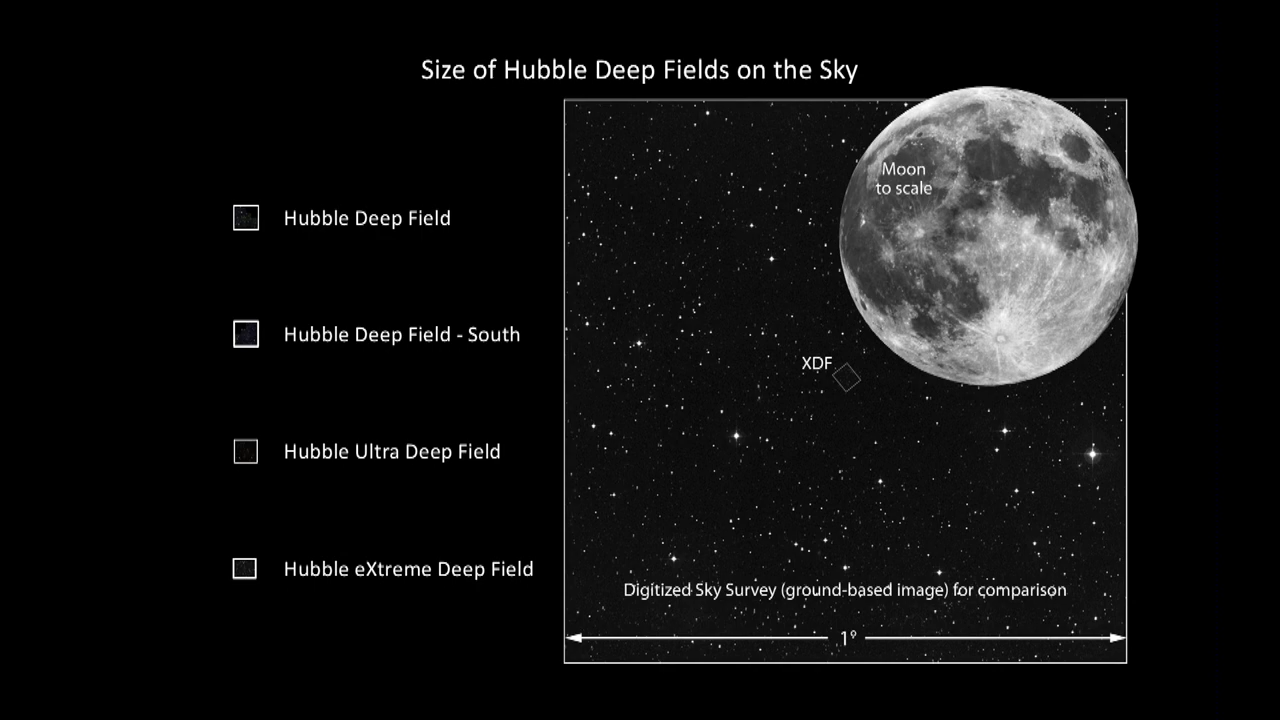 Size of Hubble Deep Fields on the Sky
Hubble Deep Field
Hubble Deep Field - South
Hubble Ultra Deep Field
Hubble eXtreme Deep Field
Moon
to scale
XDF
Digitized Sky Survey (ground-based image) for comparison
1°